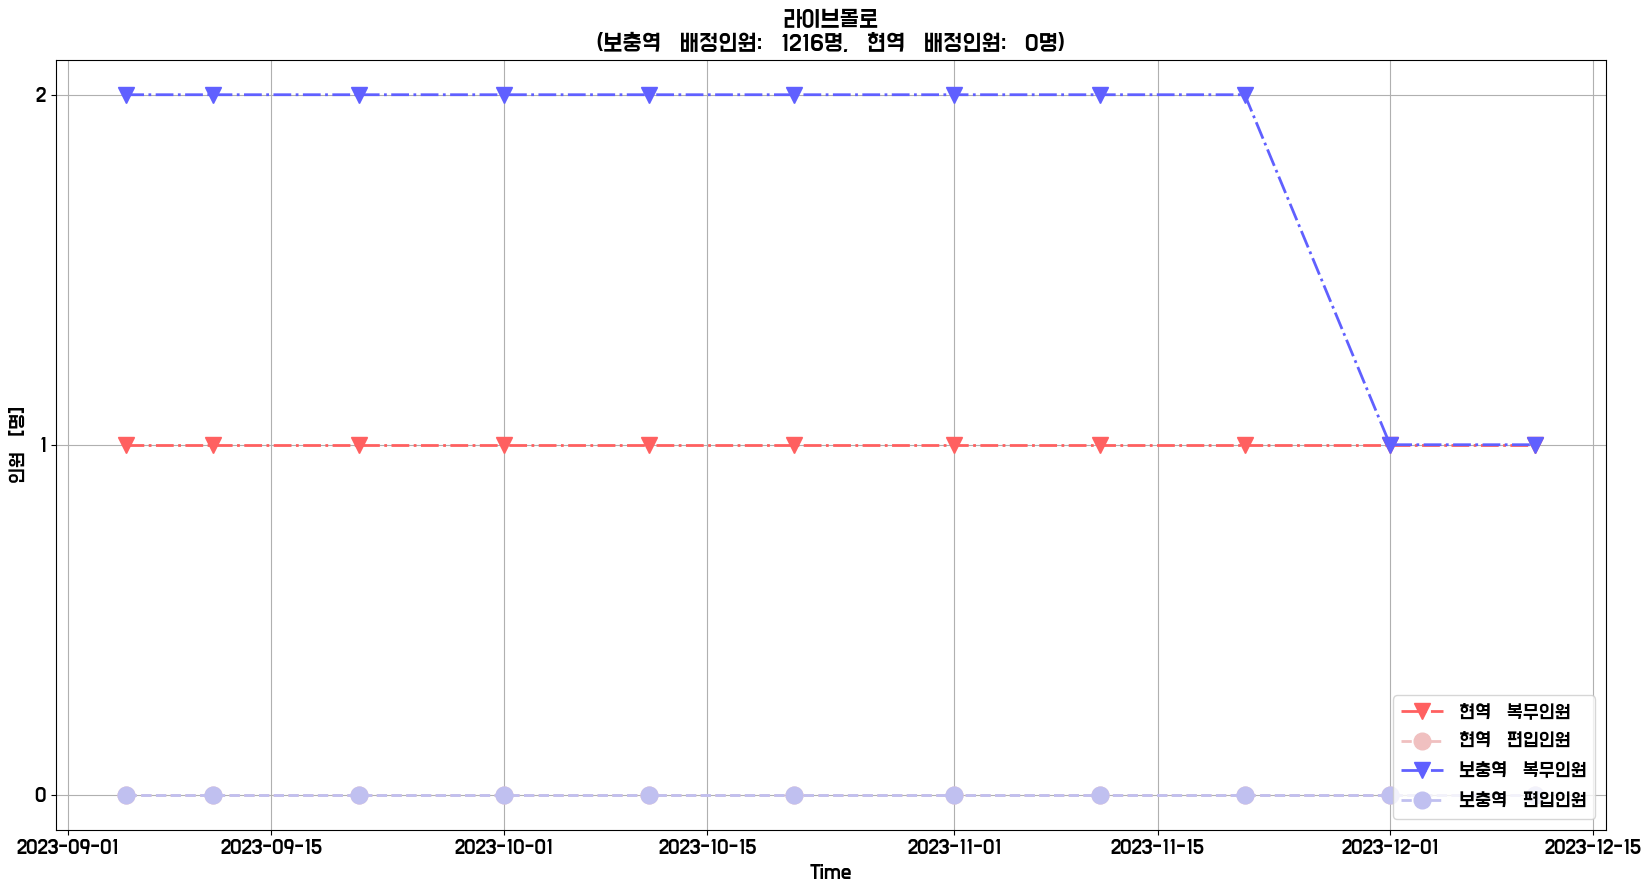 라이브몰로
(보충역 배정인원: 1216명, 현역 배정인원: 0명)
인원 [명]
2
1
0
현역 복무인원
현역 편입인원
보충역 복무인원
보충역 편입인원
2023-09-01 2023-09-15 2023-10-01 2023-10-15 2023-11-01 2023-11-15 2023-12-01 2023-12-15
Time